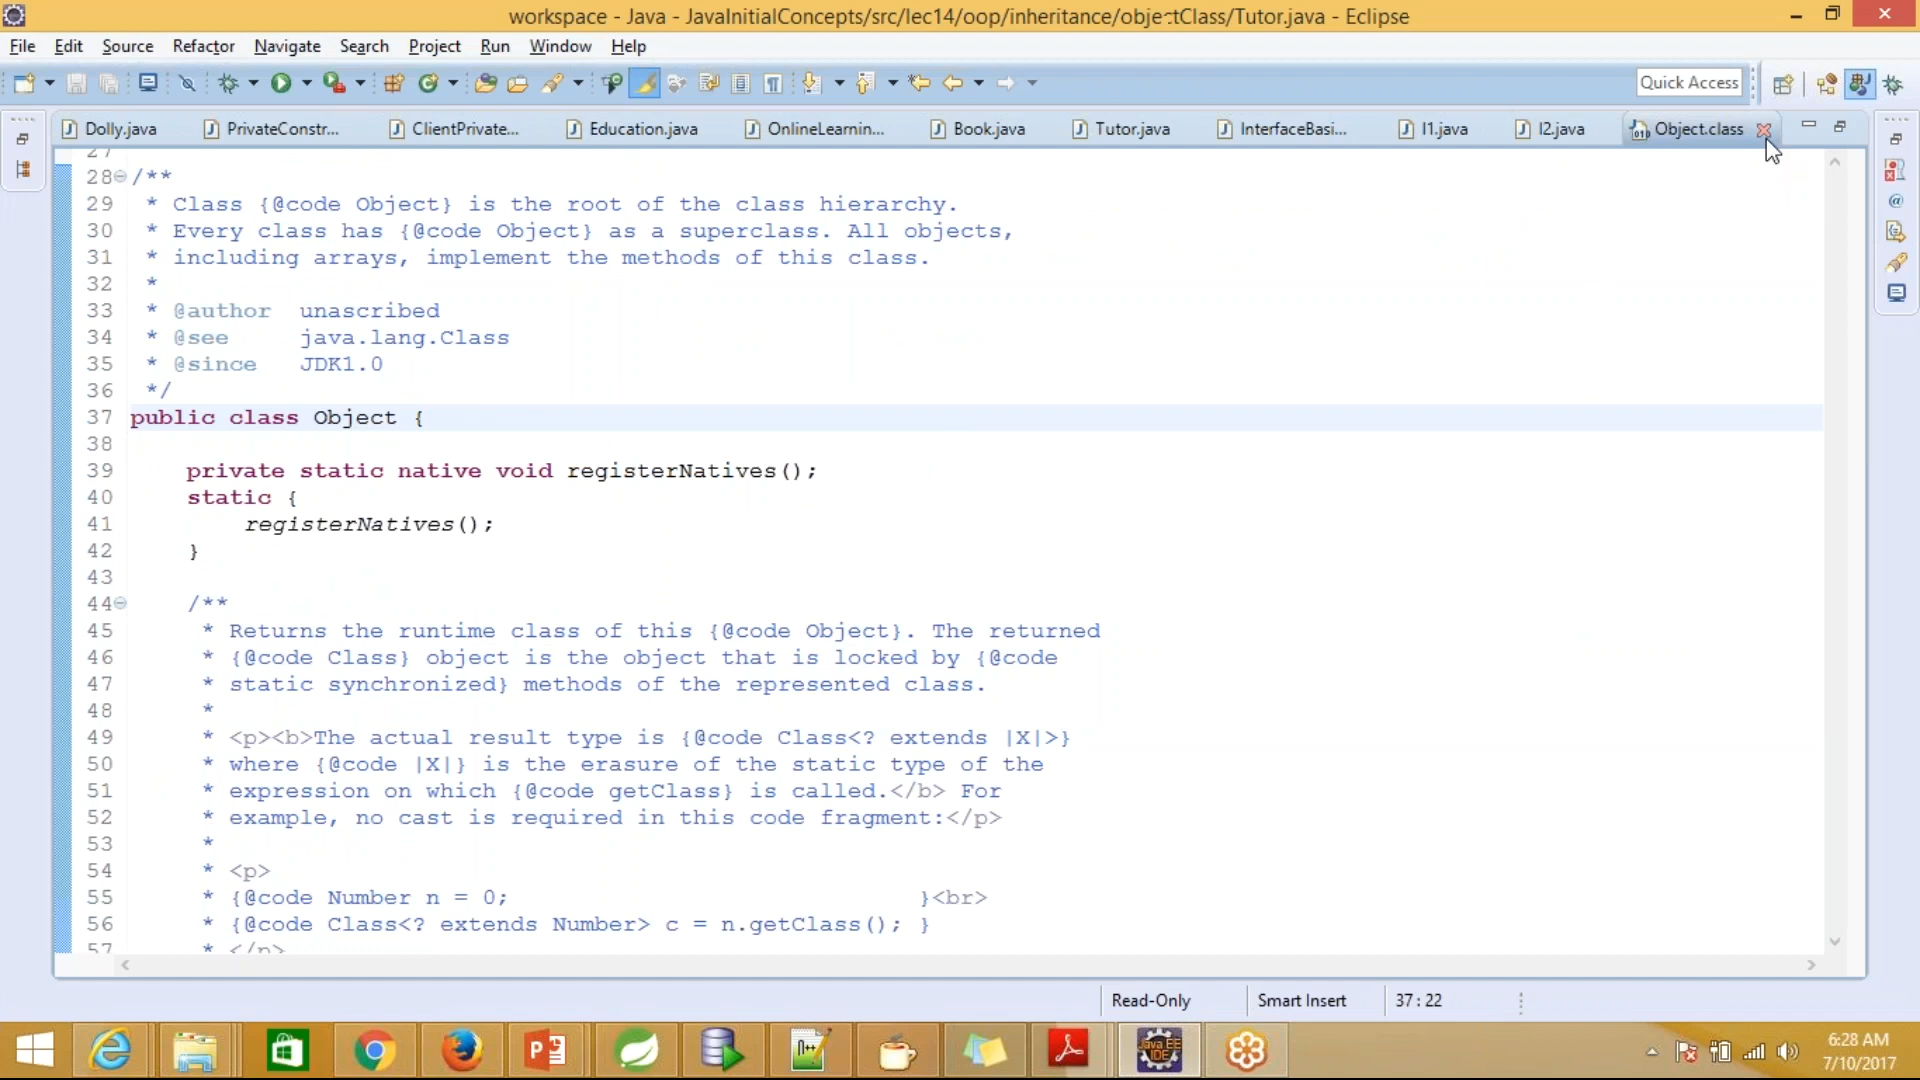 workspace - Java - JavaInitialConcepts/src/lec14/oop/inheritance/objectClass/Tutor.java - Eclipse
File Edit Source Refactor Navigate Search Project Run Window Help
Quick Access
Dolly.java PrivateConstr... ClientPrivate... Education.java OnlineLearnin... Book.java Tutor.java InterfaceBasi... I1.java I2.java Object.class
27
28 /**
29 * Class {@code Object} is the root of the class hierarchy.
30 * Every class has {@code Object} as a superclass. All objects,
31 * including arrays, implement the methods of this class.
32 *
33 * @author unascribed
34 * @see java.lang.Class
35 * @since JDK1.0
36 */
37 public class Object {
38
39 private static native void registerNatives();
40 static {
41 registerNatives();
42 }
43
44 /**
45 * Returns the runtime class of this {@code Object}. The returned
46 * {@code Class} object is the object that is locked by {@code
47 * static synchronized} methods of the represented class.
48 *
49 * <p><b>The actual result type is {@code Class<? extends |X|>}
50 * where {@code |X|} is the erasure of the static type of the
51 * expression on which {@code getClass} is called.</b> For
52 * example, no cast is required in this code fragment:</p>
53 *
54 * <p>
55 * {@code Number n = 0; }<br>
56 * {@code Class<? extends Number> c = n.getClass(); }
57 * </p>
Read-Only Smart Insert 37 : 22
Java EE
IDE
6:28 AM
7/10/2017